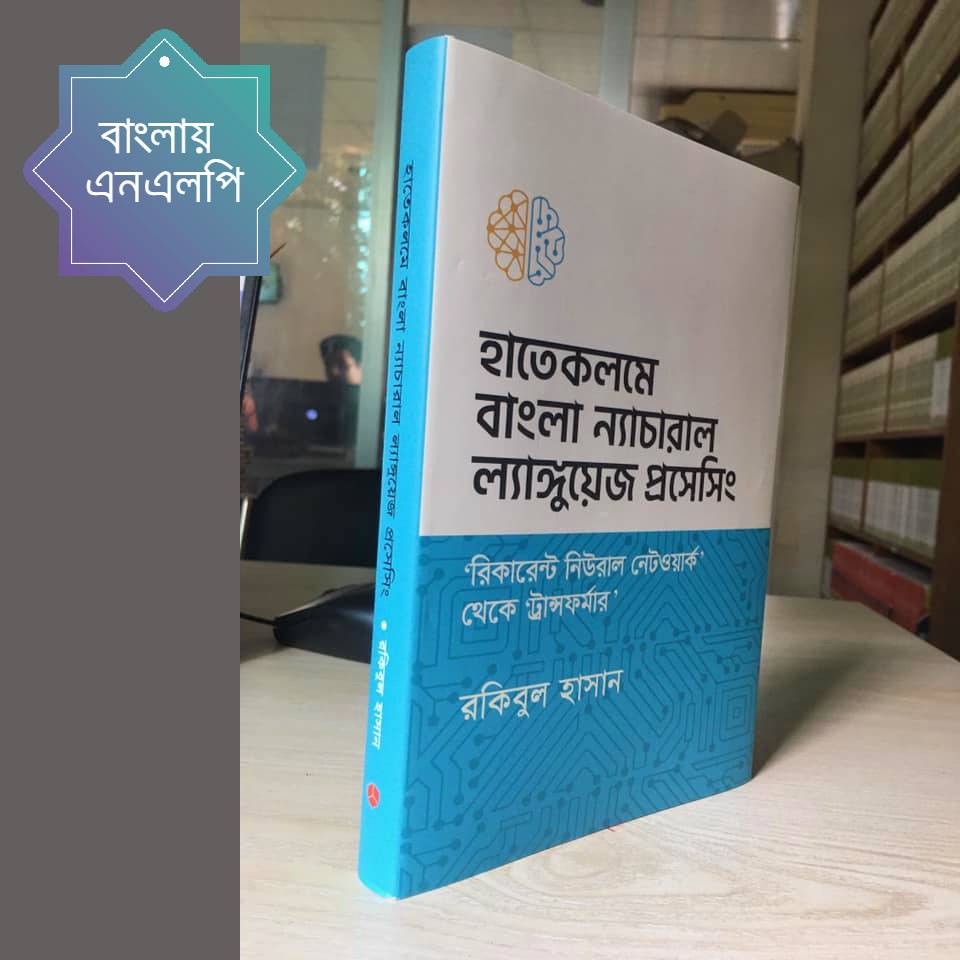 বাংলায়
এনএলপি
হাতেকলমে
বাংলা ন্যাচারাল
ল্যাঙ্গুয়েজ প্রসেসিং
‘রিকারেন্ট নিউরাল নেটওয়ার্ক’
থেকে ‘ট্রান্সফর্মার’
রকিবুল হাসান
হাতেকলমে বাংলা ন্যাচারাল ল্যাঙ্গুয়েজ প্রসেসিং • রকিবুল হাসান